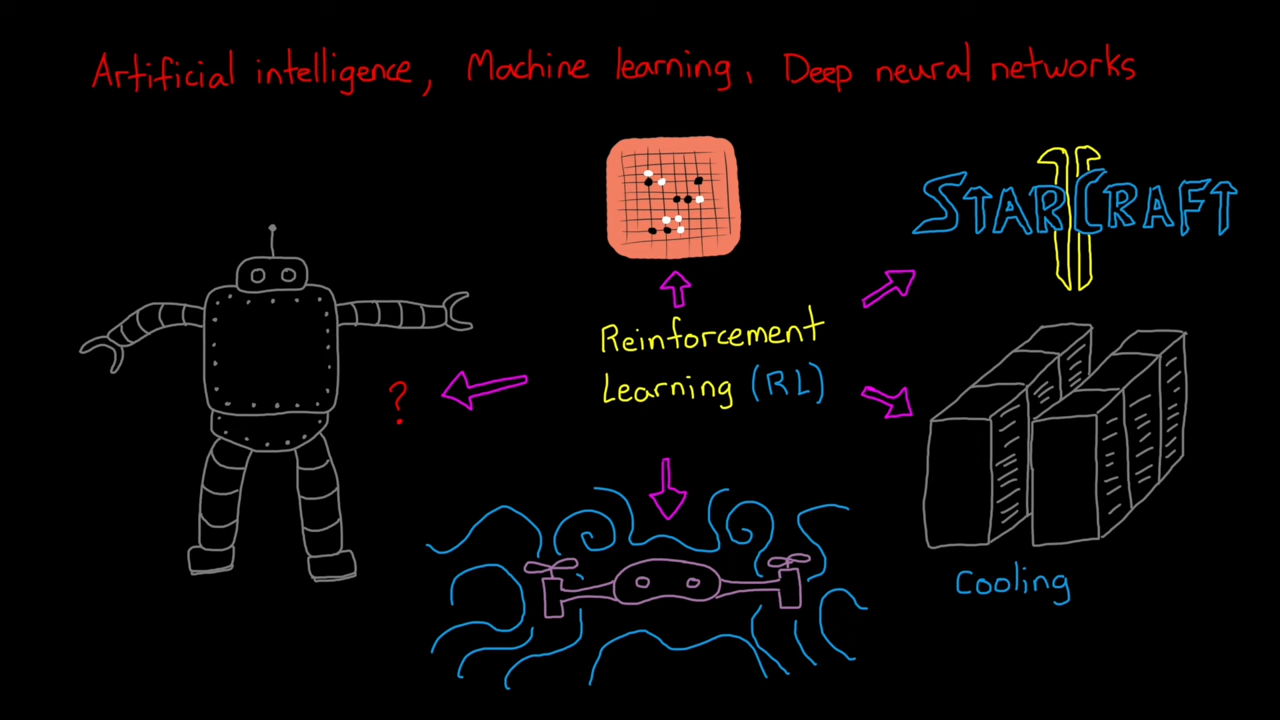 Artificial intelligence, Machine learning, Deep neural networks
STARCRAFT
II
Reinforcement
Learning (RL)
?
Cooling